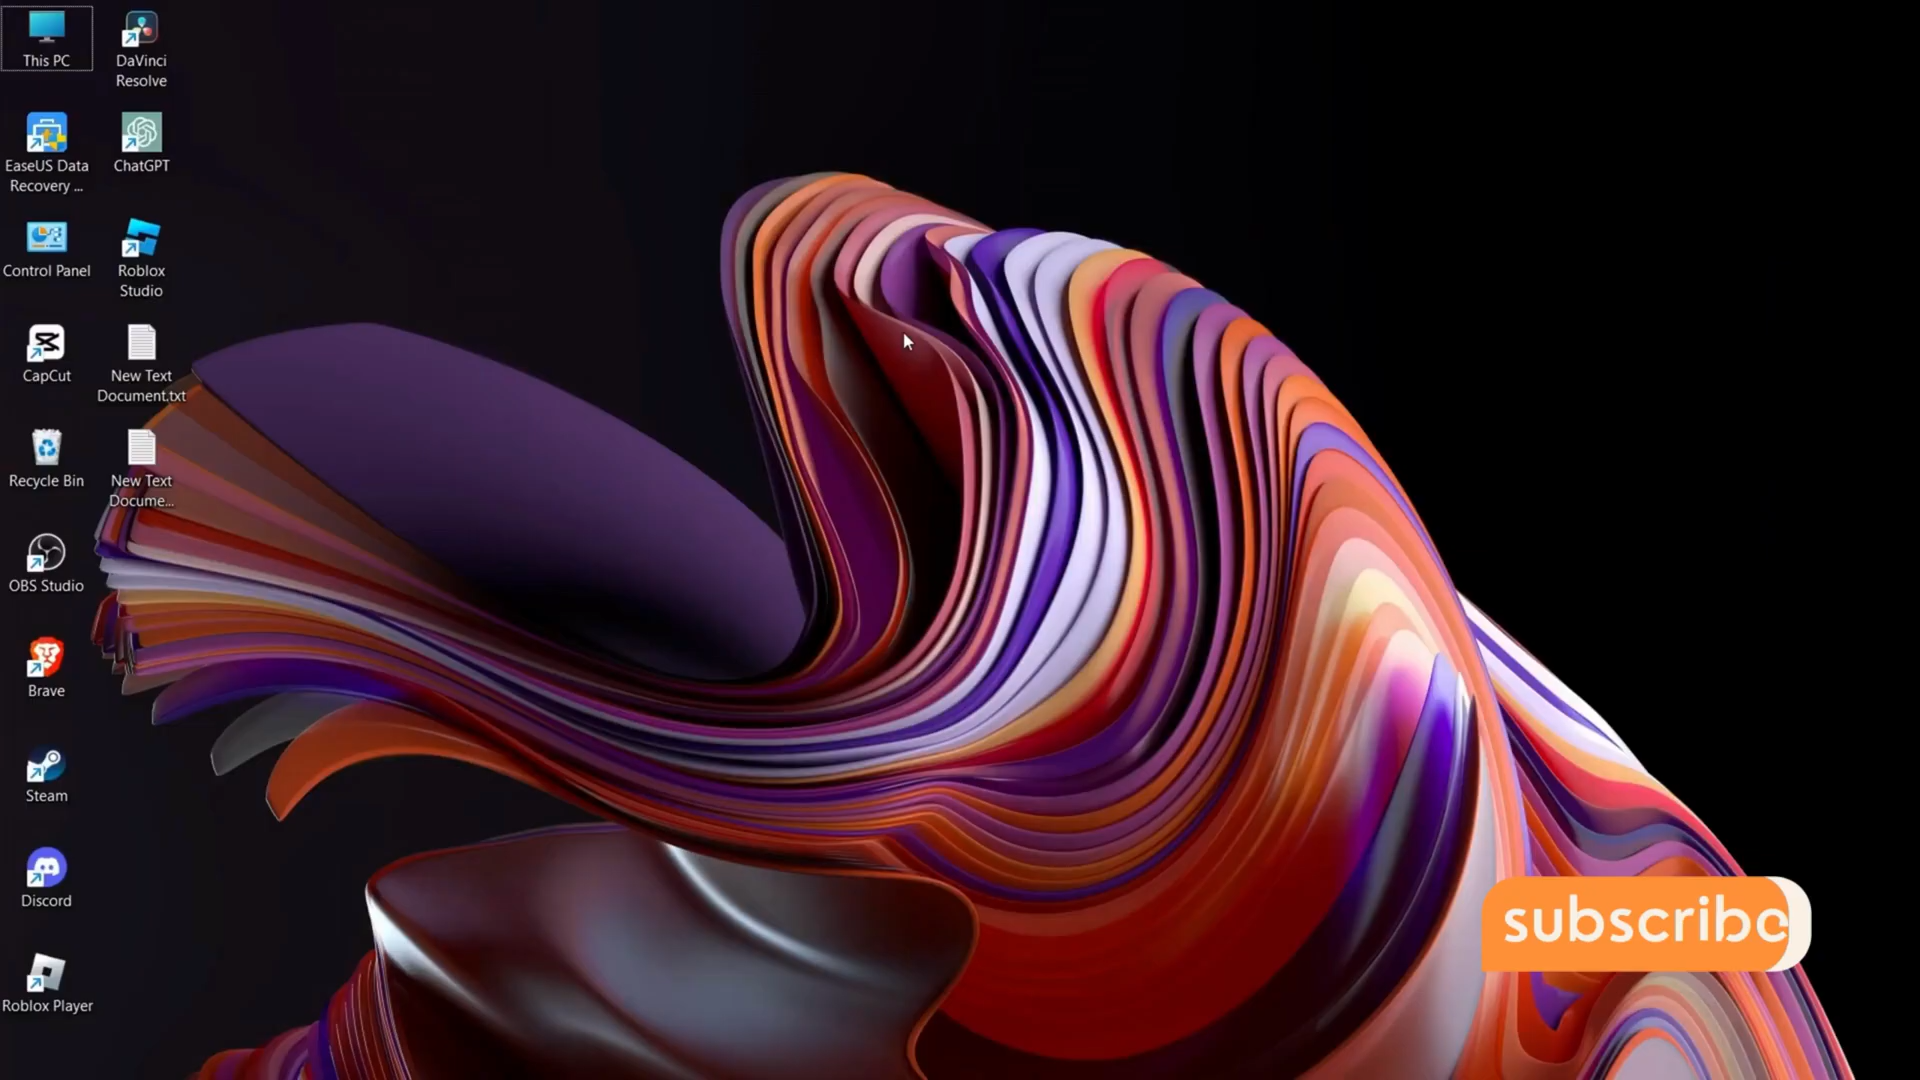 This PC
DaVinci
Resolve
EaseUS Data
Recovery ...
ChatGPT
Control Panel
Roblox
Studio
CapCut
New Text
Document.txt
Recycle Bin
New Text
Docume...
OBS Studio
Brave
Steam
Discord
Roblox Player
subscribe